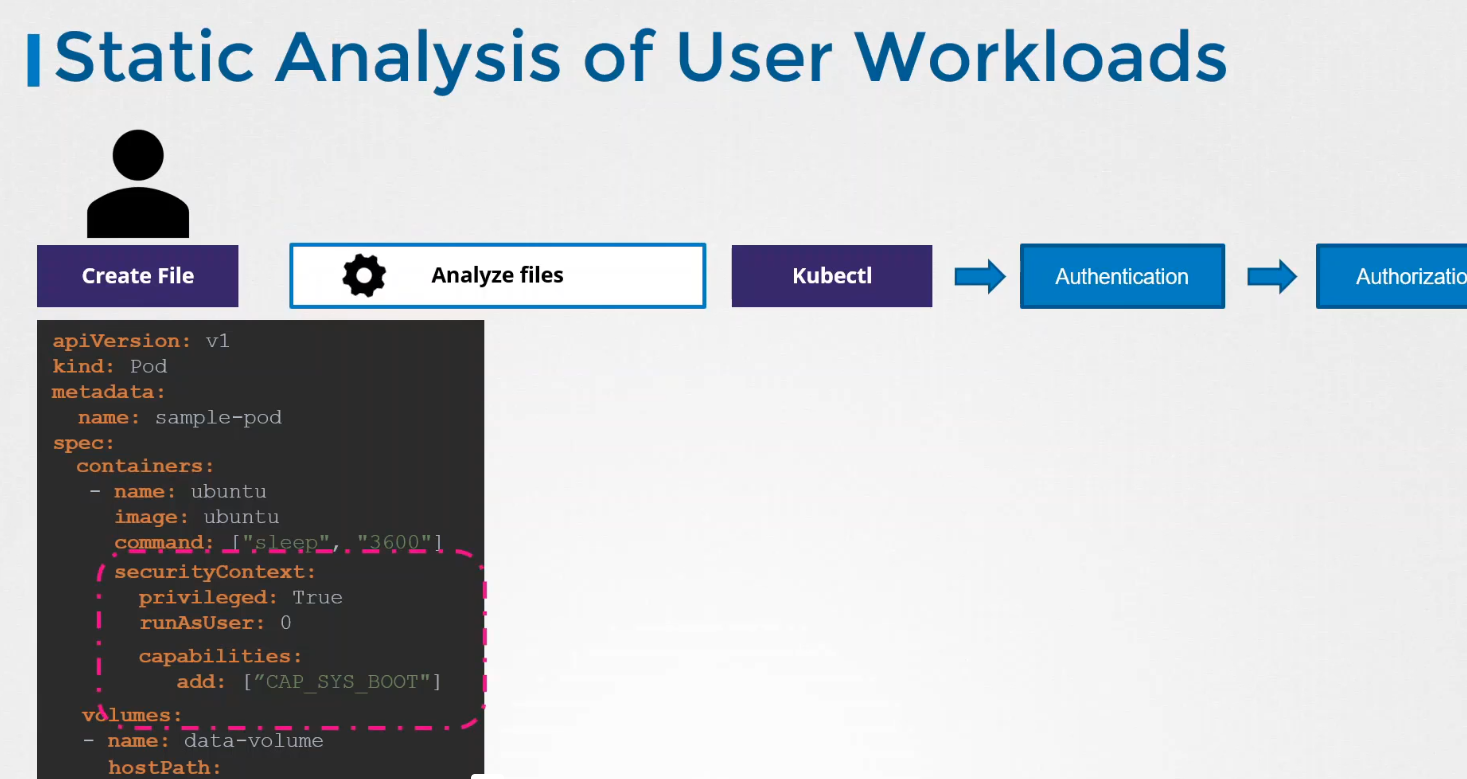 Static Analysis of User Workloads
Create File
Analyze files
Kubectl
Authentication
Authorizatio
apiVersion: v1
kind: Pod
metadata:
  name: sample-pod
spec:
  containers:
   - name: ubuntu
     image: ubuntu
     command: ["sleep", "3600"]
     securityContext:
       privileged: True
       runAsUser: 0
       capabilities:
          add: [”CAP_SYS_BOOT"]
  volumes:
  - name: data-volume
    hostPath: